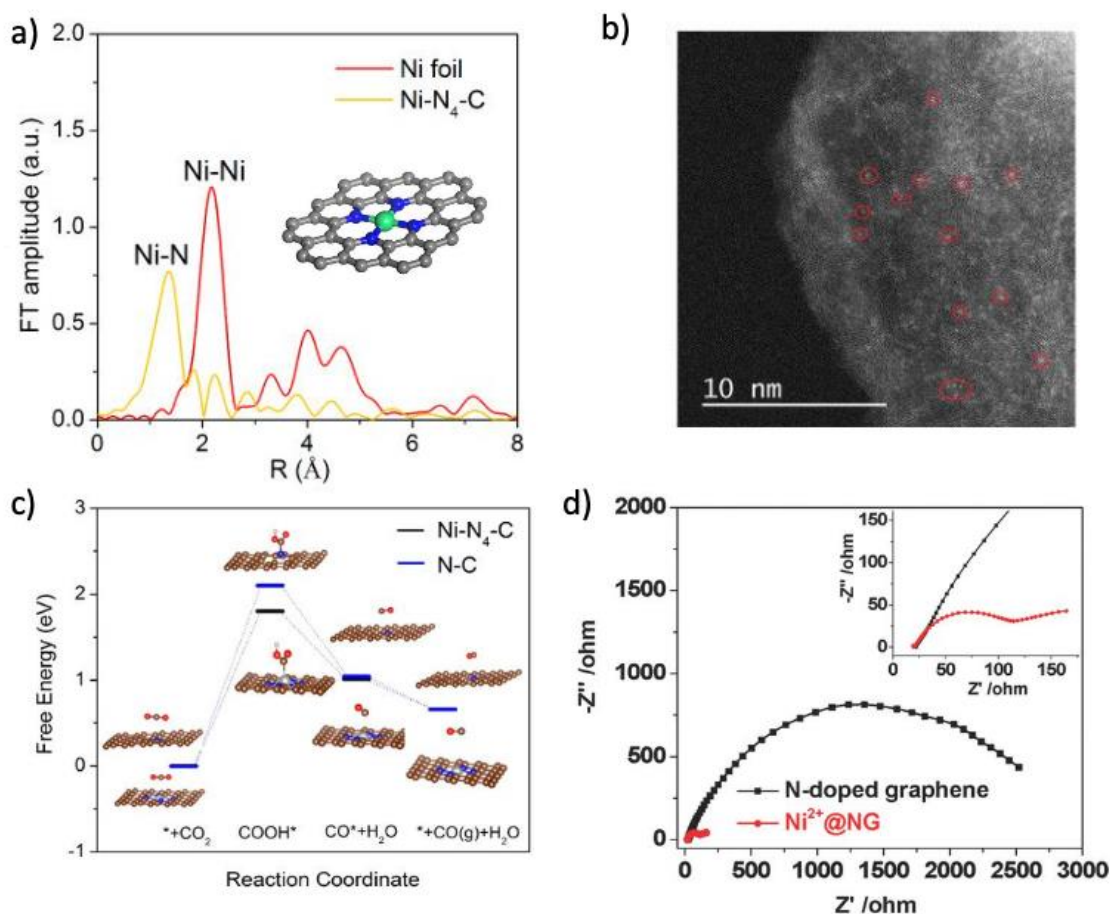 a)
2.0
1.5
1.0
0.5
0.0
FT amplitude (a.u.)
Ni foil
Ni-N₄-C
Ni–Ni
Ni–N
0 2 4 6 8
R (Å)
b)
10 nm
c)
3
2
1
0
-1
Free Energy (eV)
Ni-N₄-C
N-C
*+CO₂ COOH* CO*+H₂O *+CO(g)+H₂O
Reaction Coordinate
d)
2000
1500
1000
500
0
-Z'' /ohm
150
100
50
0
-Z'' /ohm
0 50 100 150
Z' /ohm
N-doped graphene
Ni²⁺@NG
0 500 1000 1500 2000 2500 3000
Z' /ohm